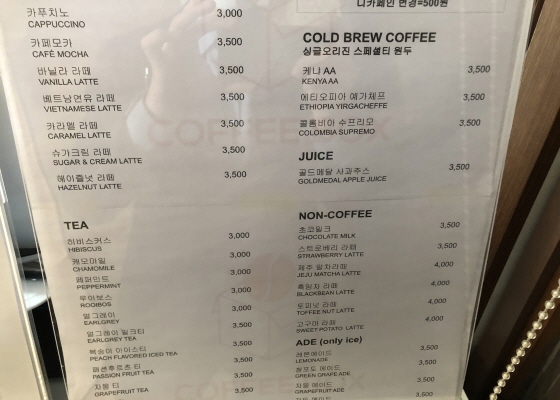 카푸치노 3,000
CAPPUCCINO
카페모카 3,500
CAFÉ MOCHA
바닐라 라떼 3,500
VANILLA LATTE
베트남연유 라떼 3,500
VIETNAMESE LATTE
카라멜 라떼 3,500
CARAMEL LATTE
슈가크림 라떼 3,500
SUGAR & CREAM LATTE
헤이즐넛 라떼 3,500
HAZELNUT LATTE
TEA
히비스커스 3,000
HIBISCUS
캐모마일 3,000
CHAMOMILE
페퍼민트 3,000
PEPPERMINT
루이보스 3,000
ROOIBOS
얼그레이 3,000
EARLGREY
얼그레이 밀크티 3,500
EARLGREY TEA
복숭아 아이스티 3,500
PEACH FLAVORED ICED TEA
패션후르츠 티 3,500
PASSION FRUIT TEA
자몽 티 3,500
GRAPEFRUIT TEA
디카페인 변경=500원
COLD BREW COFFEE
싱글오리진 스페셜티 원두
케냐 AA 3,500
KENYA AA
에티오피아 예가체프 3,500
ETHIOPIA YIRGACHEFFE
콜롬비아 수프리모 3,500
COLOMBIA SUPREMO
JUICE
골드메달 사과주스 3,500
GOLDMEDAL APPLE JUICE
NON-COFFEE
초코밀크 3,500
CHOCOLATE MILK
스트로베리 라떼 3,500
STRAWBERRY LATTE
제주 말차라떼 4,000
JEJU MATCHA LATTE
흑임자 라떼 4,000
BLACKBEAN LATTE
토피넛 라떼 4,000
TOFFEE NUT LATTE
고구마 라떼 4,000
SWEET POTATO LATTE
ADE (only ice)
레몬에이드 3,500
LEMONADE
청포도 에이드 3,500
GREEN GRAPE ADE
자몽 에이드 3,500
GRAPEFRUIT ADE